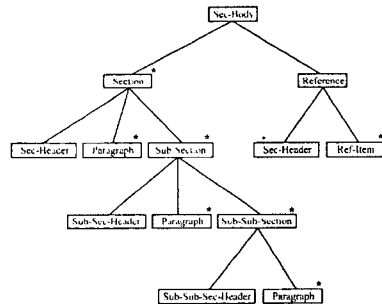 Sec-Body
Section *
Reference
Sec-Header
Paragraph *
Sub Section *
Sec-Header
Ref-Item *
Sub-Sec-Header
Paragraph *
Sub-Sub-Section *
Sub-Sub-Sec-Header
Paragraph *